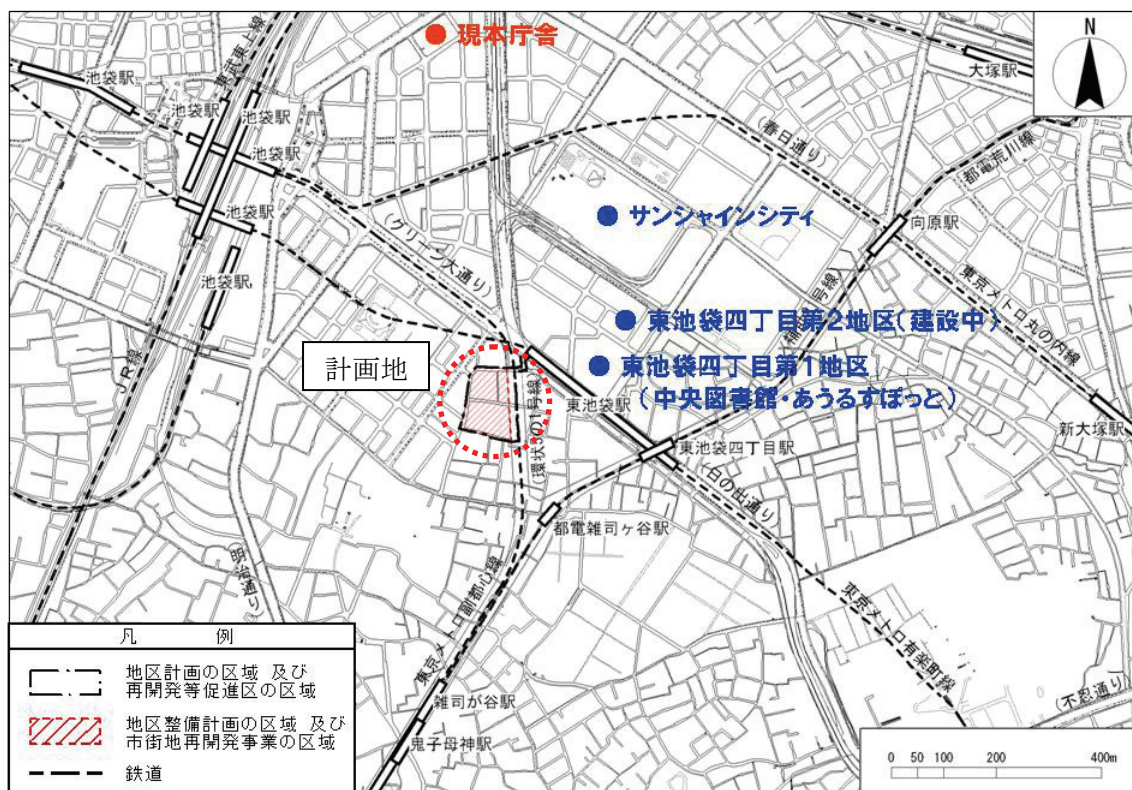 現本庁舎
N
大塚駅
東武東上線
池袋駅
池袋駅
池袋駅
池袋駅
池袋駅
池袋駅
(春日通り)
都電荒川線
サンシャインシティ
向原駅
(グリーン大通り)
東京メトロ丸の内線
東池袋四丁目第2地区(建設中)
計画地
東池袋四丁目第1地区
(中央図書館・あうるすぽっと)
JR線
(環状5の1号線)
東池袋駅
新大塚駅
東池袋四丁目駅
(日の出通り)
都電雑司ヶ谷駅
明治通り)
東京メトロ副都心線
東京メトロ有楽町線
雑司が谷駅
鬼子母神駅
不忍通り)
凡 例
地区計画の区域 及び
再開発等促進区の区域
地区整備計画の区域 及び
市街地再開発事業の区域
鉄道
0 50 100 200 400m